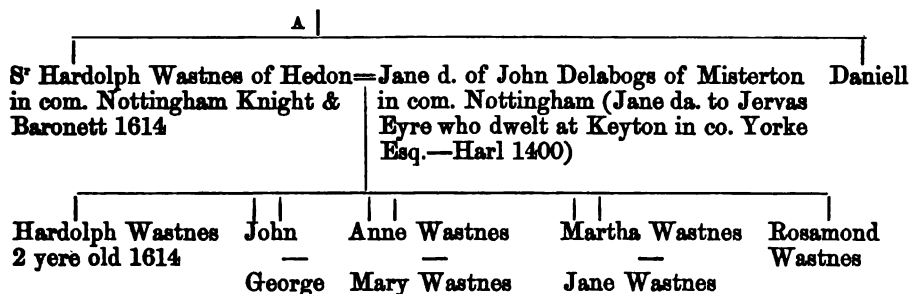 A
Sr Hardolph Wastnes of Hedon=Jane d. of John Delabogs of Misterton Daniell
in com. Nottingham Knight & in com. Nottingham (Jane da. to Jervas
Baronett 1614 Eyre who dwelt at Keyton in co. Yorke
Esq.—Harl 1400)
Hardolph Wastnes John Anne Wastnes Martha Wastnes Rosamond
2 yere old 1614 — — — Wastnes
George Mary Wastnes Jane Wastnes